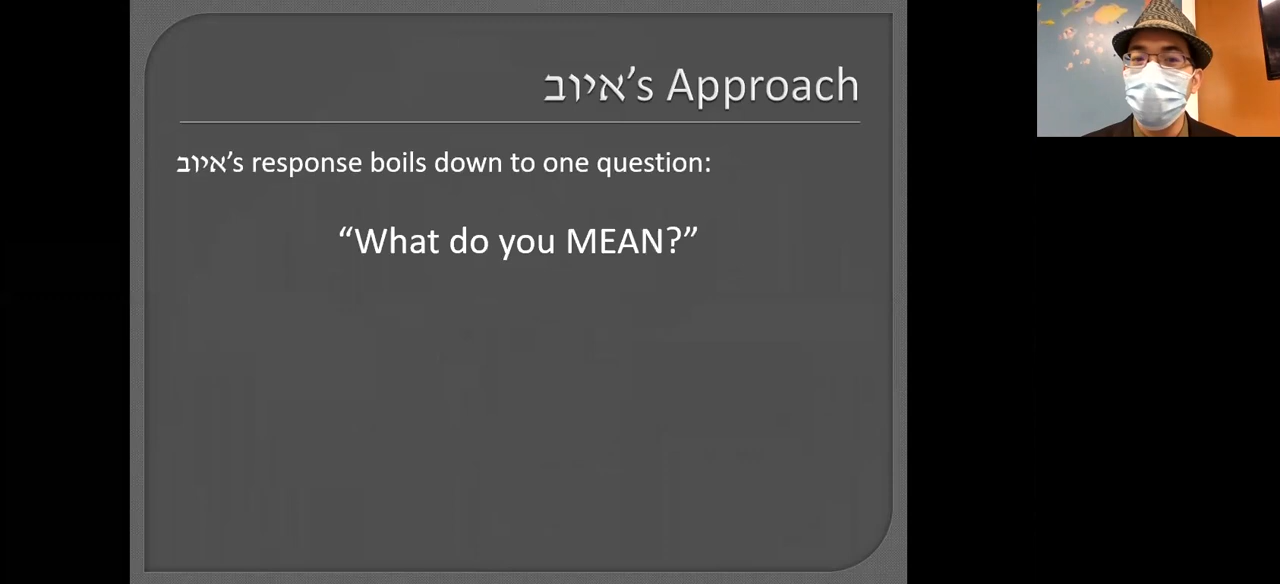 איוב’s Approach
איוב’s response boils down to one question:
“What do you MEAN?”